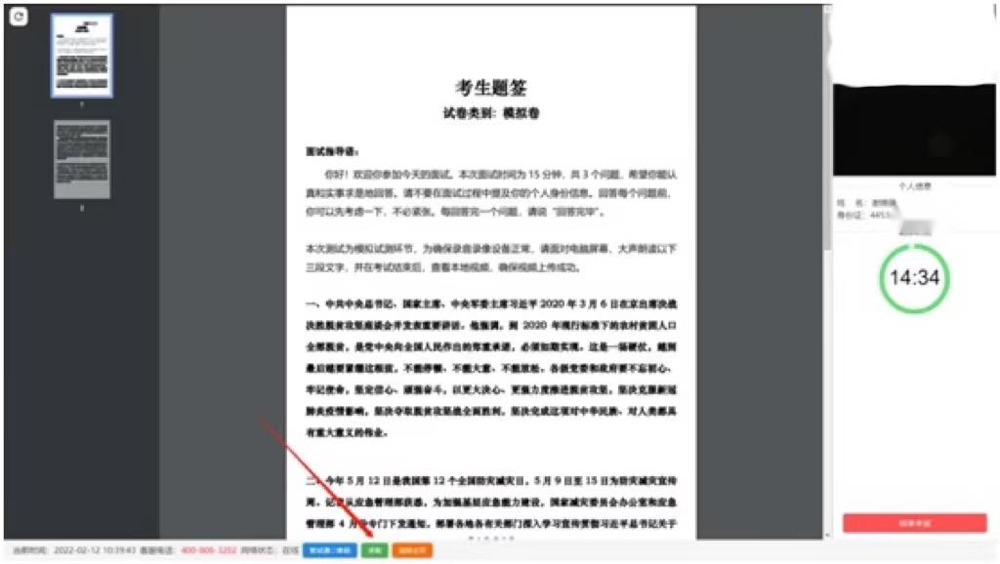 考生题签
试卷类别：模拟卷
面试指导语：
你好！欢迎你参加今天的面试。本次面试时间为 15 分钟，共 3 个问题，希望你能认
真和实事求是地回答。请不要在面试过程中提及你的个人身份信息。回答每个问题前，
你可以先考虑一下，不必紧张。每回答完一个问题，请说“回答完毕”。
本次测试为模拟试测环节，为确保录音录像设备正常，请面对电脑屏幕、大声朗读以下
三段文字，并在考试结束后，查看本地视频，确保视频上传成功。
一、中共中央总书记、国家主席、中央军委主席习近平 2020 年 3 月 6 日在京出席决战
决胜脱贫攻坚座谈会并发表重要讲话。他强调，到 2020 年现行标准下的农村贫困人口
全部脱贫，是党中央向全国人民作出的郑重承诺，必须如期实现。这是一场硬仗，越到
最后越要紧绷这根弦，不能停顿、不能大意、不能放松。各级党委和政府要不忘初心、
牢记使命，坚定信心、顽强奋斗，以更大决心、更强力度推进脱贫攻坚，坚决克服新冠
肺炎疫情影响，坚决夺取脱贫攻坚战全面胜利，坚决完成这项对中华民族、对人类都具
有重大意义的伟业。
二、今年 5 月 12 日是我国第 12 个全国防灾减灾日，5 月 9 日至 15 日为防灾减灾宣传
周，记者从应急管理部获悉，为加强基层应急能力建设，国家减灾委员会办公室和应急
管理部 4 月份专门下发通知，部署各地各有关部门深入学习宣传贯彻习近平总书记关于
个人信息
姓 名：
身份证：4453
14:34
结束考试
当前时间：2022-02-12 10:39:43 客服电话：400-808-3202 网络状态：在线 复试通二维码 录制